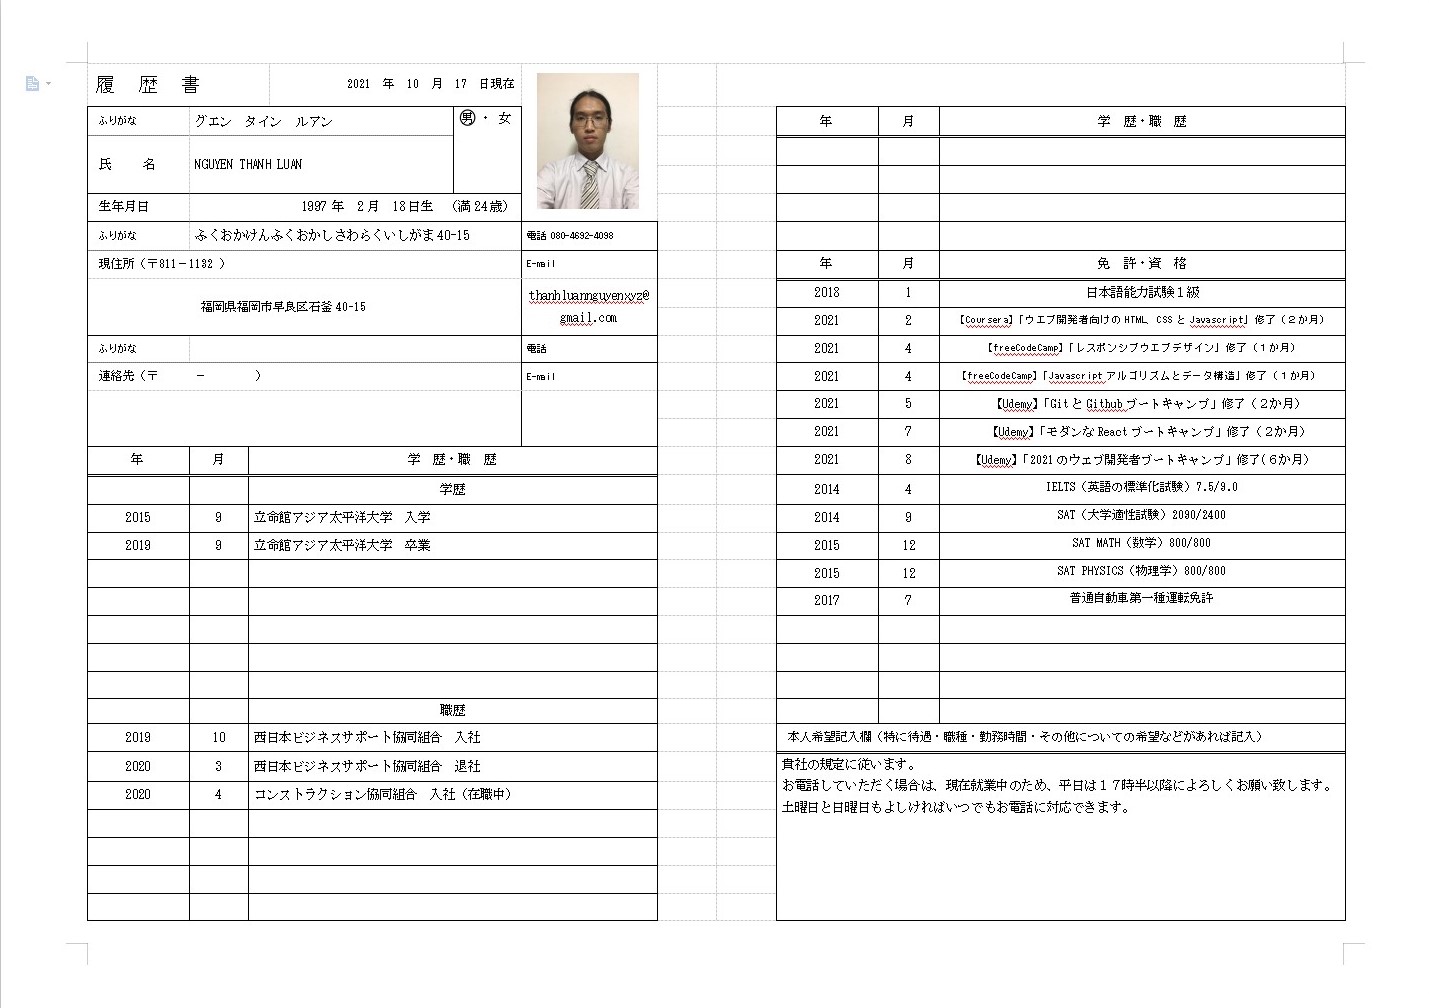 履 歴 書
2021 年 10 月 17 日現在
ふりがな グエン タイン ルアン
男 ・ 女
氏 名 NGUYEN THANH LUAN
生年月日 1997 年 2 月 18 日生 （満 24 歳）
ふりがな ふくおかけんふくおかしさわらくいしがま 40-15
電話 080-4692-4098
現住所（〒811－1132 ）
E-mail
福岡県福岡市早良区石釜 40-15
thanhluannguyenxyz@
gmail.com
ふりがな
電話
連絡先（〒 － ）
E-mail
年 月 学 歴・職 歴
学歴
2015 9 立命館アジア太平洋大学 入学
2019 9 立命館アジア太平洋大学 卒業
職歴
2019 10 西日本ビジネスサポート協同組合 入社
2020 3 西日本ビジネスサポート協同組合 退社
2020 4 コンストラクション協同組合 入社（在職中）
年 月 学 歴・職 歴
年 月 免 許・資 格
2018 1 日本語能力試験１級
2021 2 【Coursera】「ウエブ開発者向けの HTML、CSS と Javascript」修了（２か月）
2021 4 【freeCodeCamp】「レスポンシブウエブデザイン」修了（１か月）
2021 4 【freeCodeCamp】「Javascript アルゴリズムとデータ構造」修了（１か月）
2021 5 【Udemy】「Git と Github ブートキャンプ」修了（２か月）
2021 7 【Udemy】「モダンな React ブートキャンプ」修了（２か月）
2021 8 【Udemy】「2021 のウェブ開発者ブートキャンプ」修了(６か月）
2014 4 IELTS（英語の標準化試験）7.5/9.0
2014 9 SAT（大学適性試験）2090/2400
2015 12 SAT MATH（数学）800/800
2015 12 SAT PHYSICS（物理学）800/800
2017 7 普通自動車第一種運転免許
本人希望記入欄（特に待遇・職種・勤務時間・その他についての希望などがあれば記入）
貴社の規定に従います。
お電話していただく場合は、現在就業中のため、平日は１７時半以降によろしくお願い致します。
土曜日と日曜日もよしければいつでもお電話に対応できます。